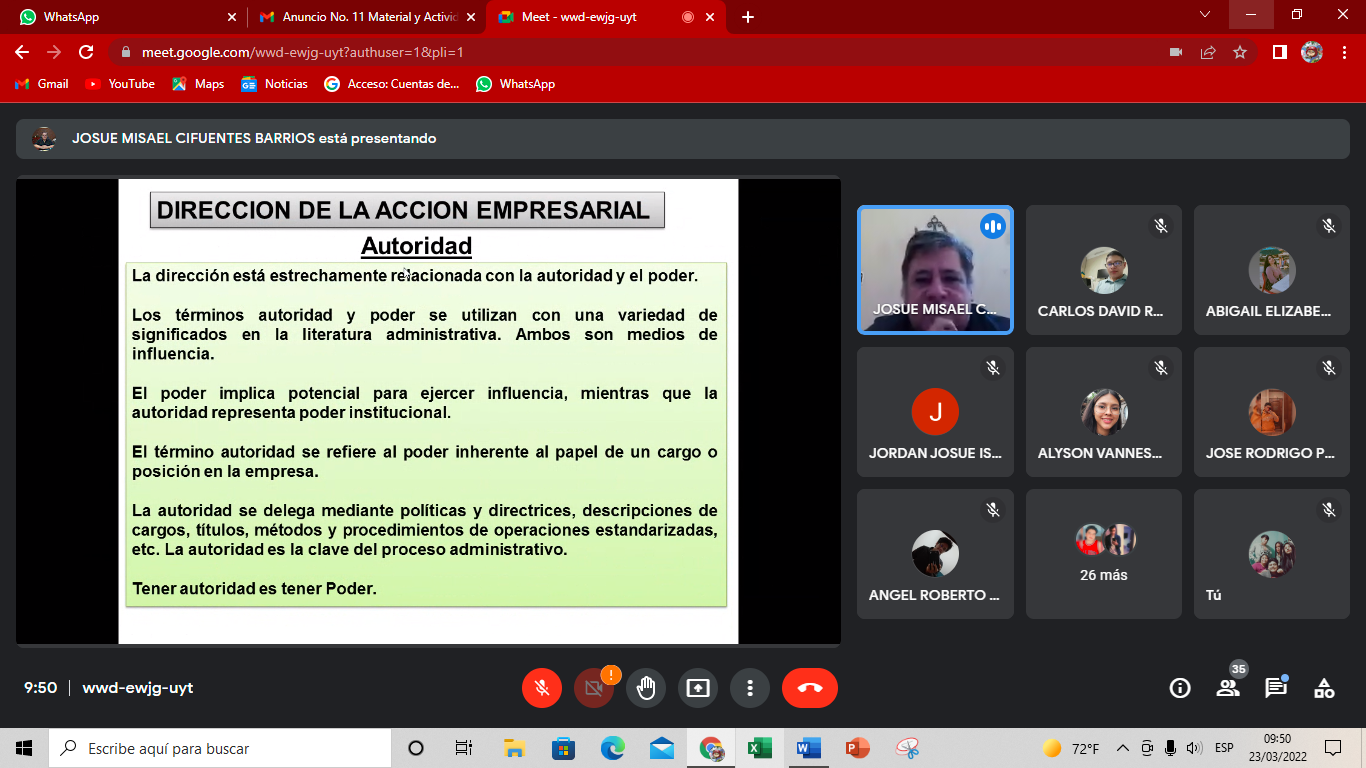 WhatsApp
Anuncio No. 11 Material y Activid
Meet - wwd-ewjg-uyt
meet.google.com/wwd-ewjg-uyt?authuser=1&pli=1
Gmail
YouTube
Maps
Noticias
Acceso: Cuentas de...
WhatsApp
JOSUE MISAEL CIFUENTES BARRIOS está presentando
DIRECCION DE LA ACCION EMPRESARIAL
Autoridad
La dirección está estrechamente relacionada con la autoridad y el poder.
Los términos autoridad y poder se utilizan con una variedad de
significados en la literatura administrativa. Ambos son medios de
influencia.
El poder implica potencial para ejercer influencia, mientras que la
autoridad representa poder institucional.
El término autoridad se refiere al poder inherente al papel de un cargo o
posición en la empresa.
La autoridad se delega mediante políticas y directrices, descripciones de
cargos, títulos, métodos y procedimientos de operaciones estandarizadas,
etc. La autoridad es la clave del proceso administrativo.
Tener autoridad es tener Poder.
JOSUE MISAEL C...
CARLOS DAVID R...
ABIGAIL ELIZABE...
J
JORDAN JOSUE IS...
ALYSON VANNES...
JOSE RODRIGO P...
ANGEL ROBERTO ...
26 más
Tú
9:50
wwd-ewjg-uyt
!
35
Escribe aquí para buscar
72°F
ESP
09:50
23/03/2022